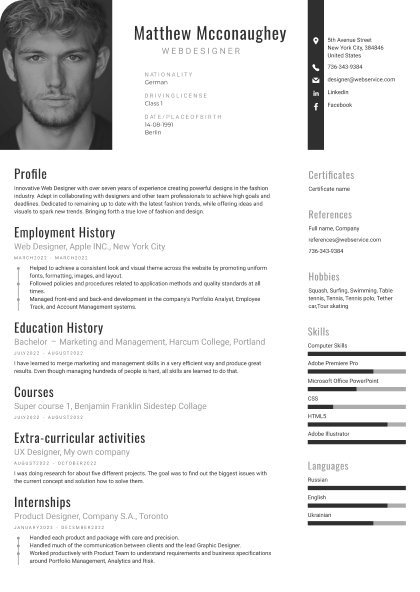 Matthew Mcconaughey
WEBDESIGNER
NATIONALITY
German
DRIVINGLICENSE
Class I
DATE/PLACEOFBIRTH
14-08-1991
Berlin
5th Avenue Street
New York City, 384846
United States
736-343-9384
designer@webservice.com
Linkedin
Facebook
Profile
Innovative Web Designer with over seven years of experience creating powerful designs in the fashion
industry. Adept in collaborating with designers and other team professionals to achieve high goals and
deadlines. Dedicated to remaining up to date with the latest fashion trends, while offering ideas and
visuals to spark new trends. Bringing forth a true love of fashion and design.
Employment History
Web Designer, Apple INC., New York City
MARCH2022 - MARCH2022
Helped to achieve a consistent look and visual theme across the website by promoting uniform
fonts, formatting, images, and layout.
Followed policies and procedures related to application methods and quality standards at all
times.
Managed front-end and back-end development in the company's Portfolio Analyst, Employee
Track, and Account Management systems.
Education History
Bachelor – Marketing and Management, Harcum College, Portland
JULY2022 - AUGUST2022
I have learned to merge marketing and management skills in a very efficient way and produce great
results. Even though managing hundreds of people is hard, all skills are learned to do that.
Courses
Super course 1, Benjamin Franklin Sidestep Collage
JULY2022 - AUGUST2022
Extra-curricular activities
UX Designer, My own company
AUGUST2022 - OCTOBER2022
I was doing research for about five different projects. The goal was to find out the biggest issues with
the current concept and solution how to solve them.
Internships
Product Designer, Company S.A., Toronto
JANUARY2022 - DECEMBER2022
Handled each product and package with care and precision.
Handled much of the communication between clients and the lead Graphic Designer.
Worked productively with Product Team to understand requirements and business specifications
around Portfolio Management, Analytics and Risk.
Certificates
Certificate name
References
Full name, Company
references@webservice.com
736-343-9384
Hobbies
Squash, Surfing, Swimming, Table
tennis, Tennis, Tennis polo, Tether
car,Tour skating
Skills
Computer Skills
Adobe Premiere Pro
Microsoft Office PowerPoint
CSS
HTML5
Adobe Illustrator
Languages
Russian
English
Ukrainian